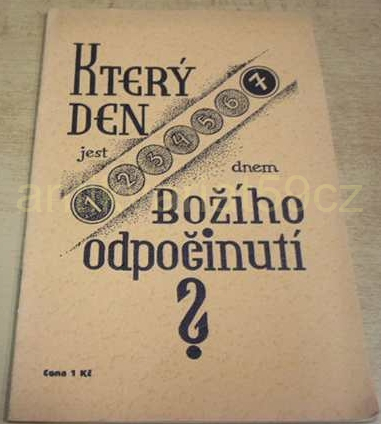 KTERÝ
DEN
jest
1 2 3 4 5 6 7
dnem
BOŽÍHO
odpočinutí
?
Cena 1 Kč